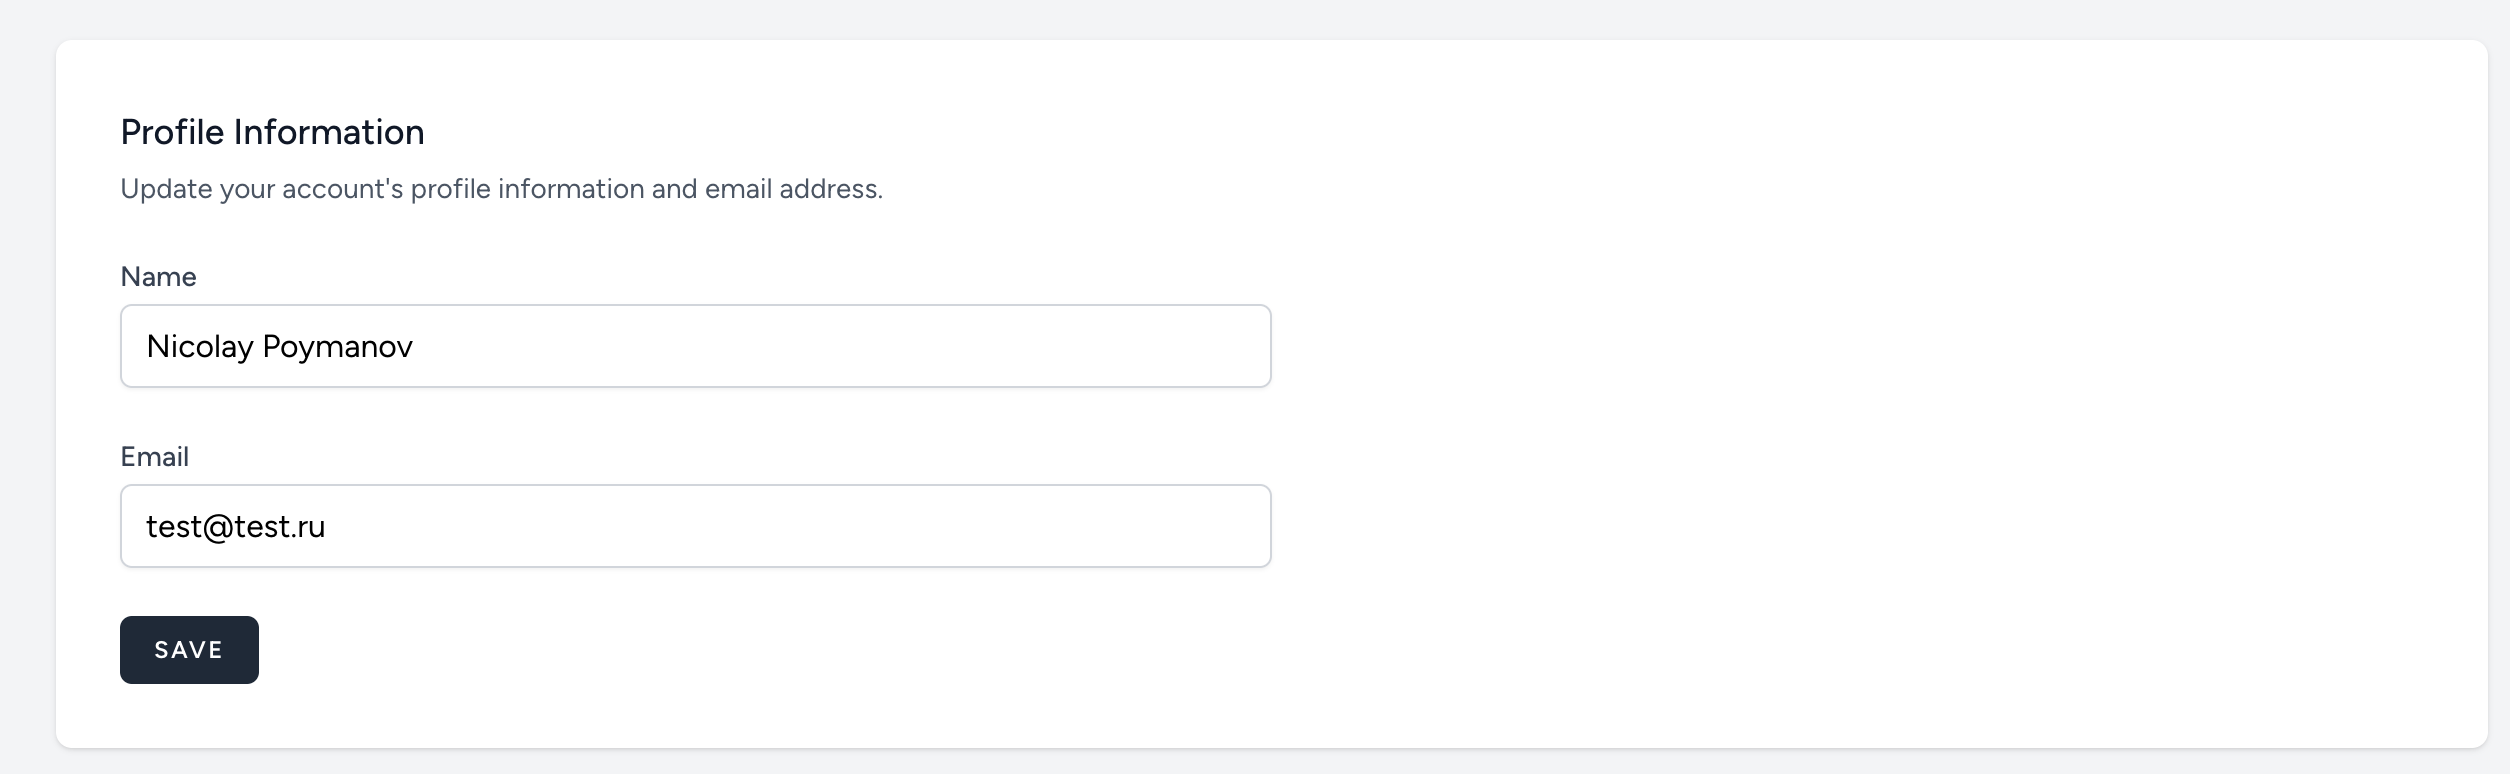 Profile Information
Update your account's profile information and email address.
Name
Nicolay Poymanov
Email
test@test.ru
SAVE